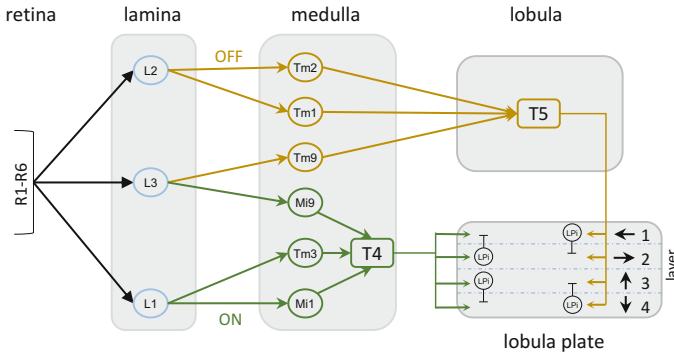 retina lamina medulla lobula
OFF
L2
Tm2
Tm1
T5
R1-R6
L3
Tm9
Mi9
Tm3
T4
L1
Mi1
ON
LPi
LPi
LPi
LPi
1
2
3
4
layer
lobula plate